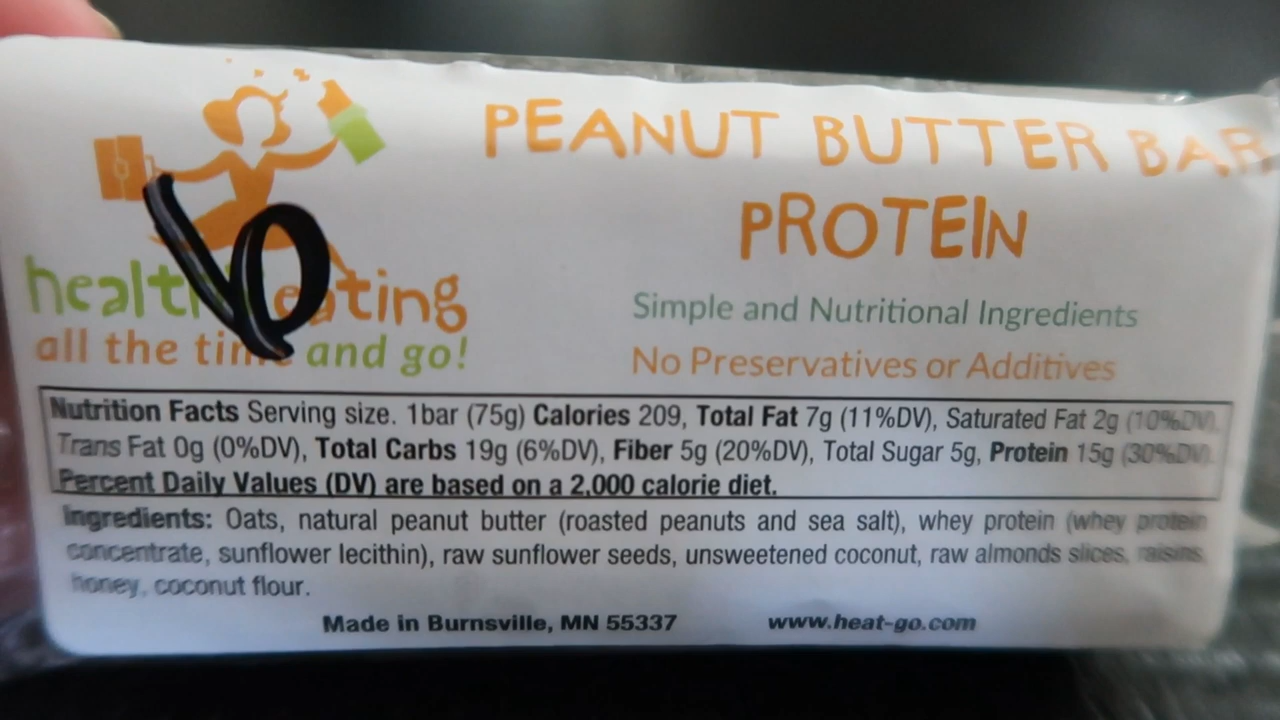 PEANUT BUTTER BAR
PROTEIN
healthy eating
all the time and go!
Simple and Nutritional Ingredients
No Preservatives or Additives
Nutrition Facts Serving size. 1bar (75g) Calories 209, Total Fat 7g (11%DV), Saturated Fat 2g (10%DV),
Trans Fat 0g (0%DV), Total Carbs 19g (6%DV), Fiber 5g (20%DV), Total Sugar 5g, Protein 15g (30%DV).
Percent Daily Values (DV) are based on a 2,000 calorie diet.
Ingredients: Oats, natural peanut butter (roasted peanuts and sea salt), whey protein (whey protein
concentrate, sunflower lecithin), raw sunflower seeds, unsweetened coconut, raw almonds slices, raisins,
honey, coconut flour.
Made in Burnsville, MN 55337 www.heat-go.com